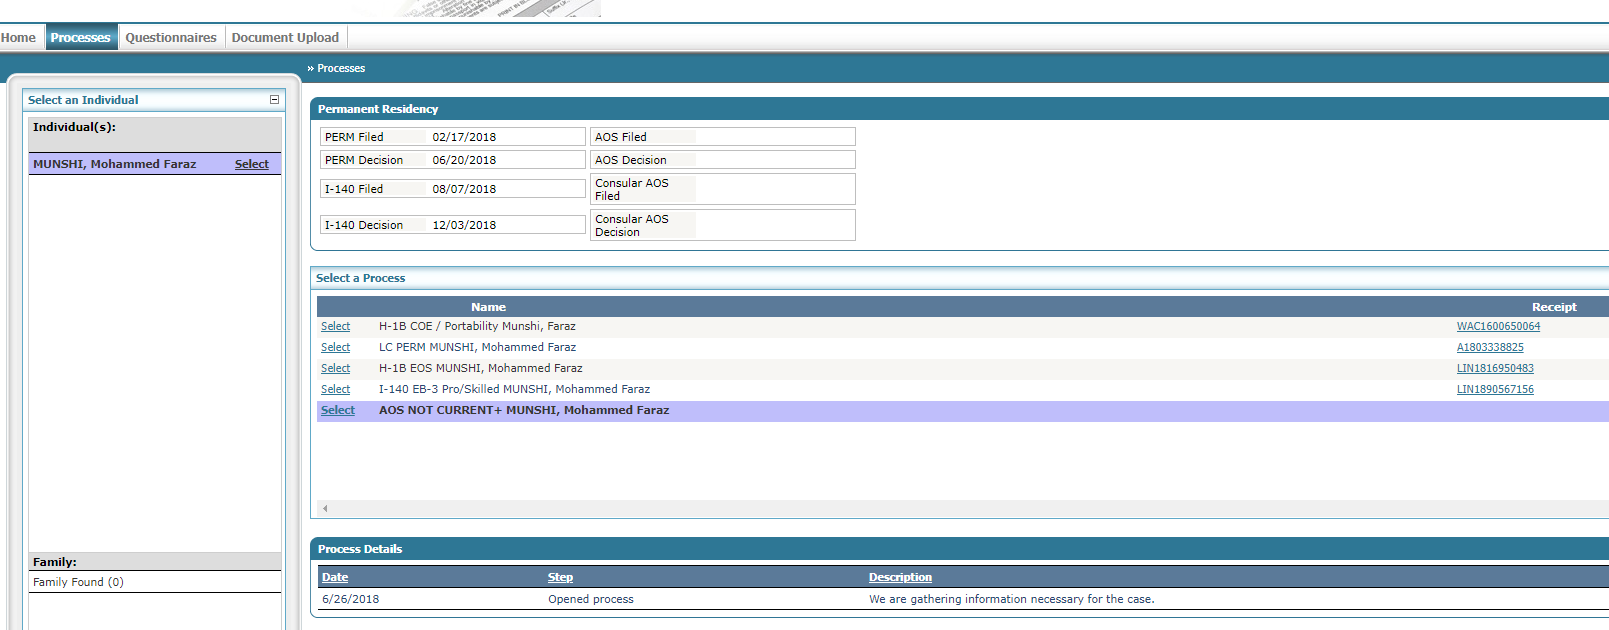 Home Processes Questionnaires Document Upload
» Processes
Select an Individual
Individual(s):
MUNSHI, Mohammed Faraz Select
Family:
Family Found (0)
Permanent Residency
PERM Filed 02/17/2018 AOS Filed
PERM Decision 06/20/2018 AOS Decision
I-140 Filed 08/07/2018 Consular AOS
Filed
I-140 Decision 12/03/2018 Consular AOS
Decision
Select a Process
Name Receipt
Select H-1B COE / Portability Munshi, Faraz WAC1600650064
Select LC PERM MUNSHI, Mohammed Faraz A1803338825
Select H-1B EOS MUNSHI, Mohammed Faraz LIN1816950483
Select I-140 EB-3 Pro/Skilled MUNSHI, Mohammed Faraz LIN1890567156
Select AOS NOT CURRENT+ MUNSHI, Mohammed Faraz
Process Details
Date Step Description
6/26/2018 Opened process We are gathering information necessary for the case.